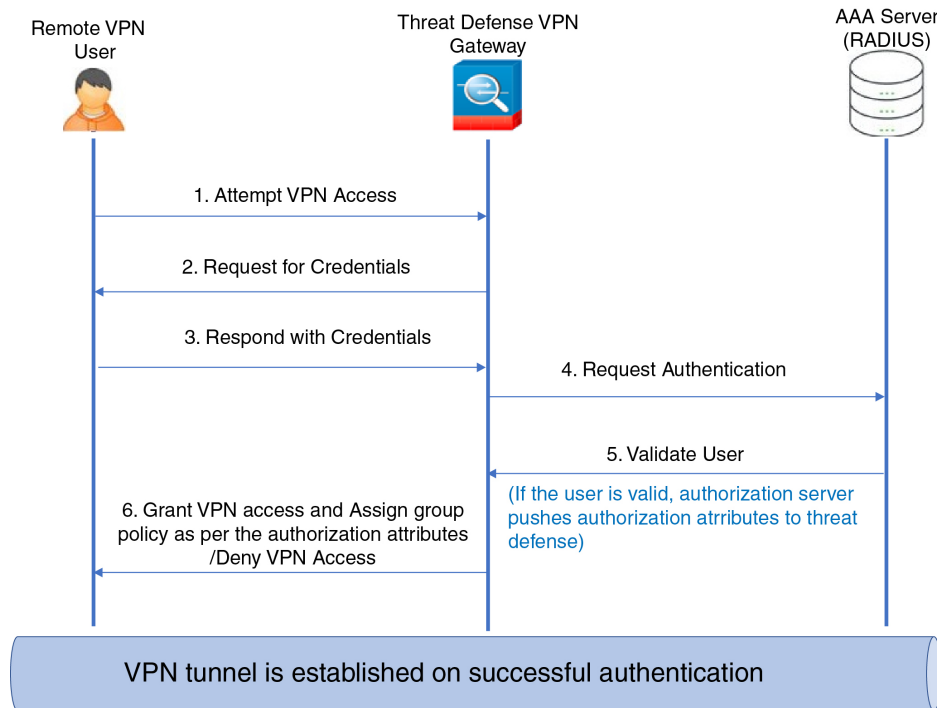 Remote VPN
User
Threat Defense VPN
Gateway
AAA Server
(RADIUS)
1. Attempt VPN Access
2. Request for Credentials
3. Respond with Credentials
4. Request Authentication
5. Validate User
(If the user is valid, authorization server
pushes authorization atrributes to threat
defense)
6. Grant VPN access and Assign group
policy as per the authorization attributes
/Deny VPN Access
VPN tunnel is established on successful authentication